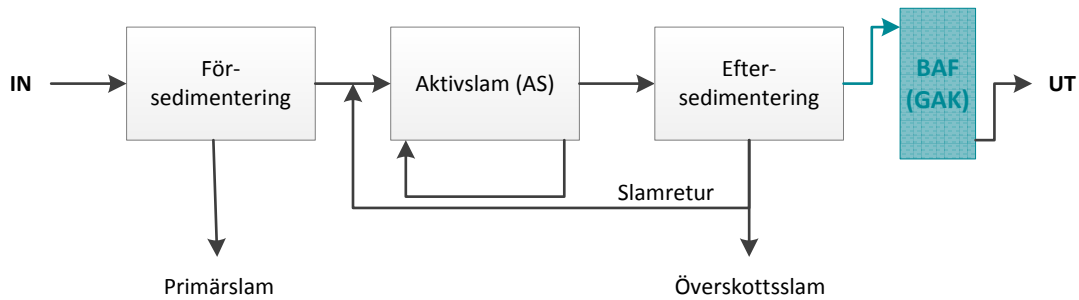 IN
För-
sedimentering
Aktivslam (AS)
Efter-
sedimentering
BAF
(GAK)
UT
Slamretur
Primärslam
Överskottsslam